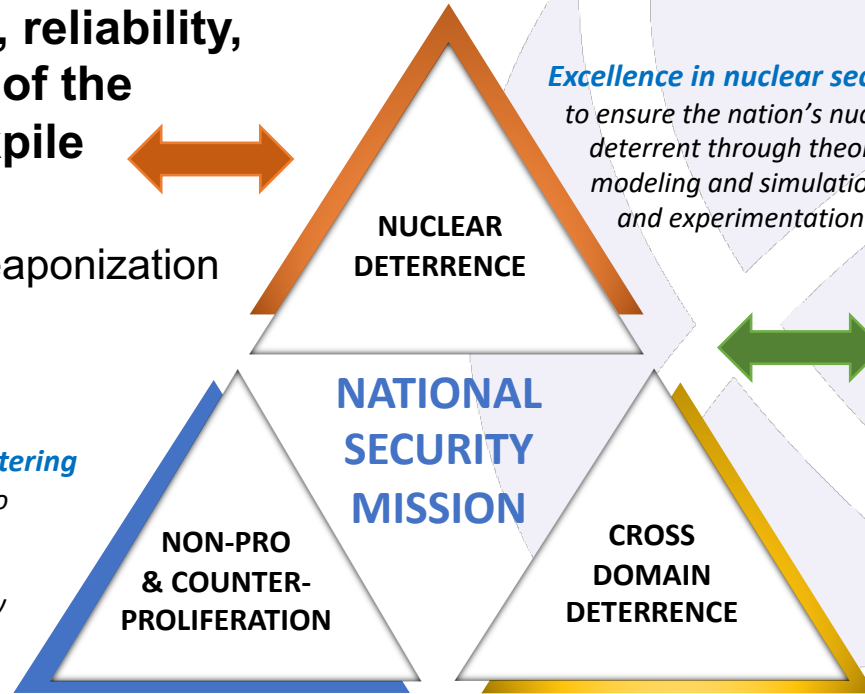 , reliability,
of the
pile
eaponization
Excellence in nuclear sec
to ensure the nation's nuc
deterrent through theor
modeling and simulatio
and experimentation
NUCLEAR
DETERRENCE
NATIONAL
SECURITY
MISSION
tering
o
y
NON-PRO
& COUNTER-
PROLIFERATION
CROSS
DOMAIN
DETERRENCE